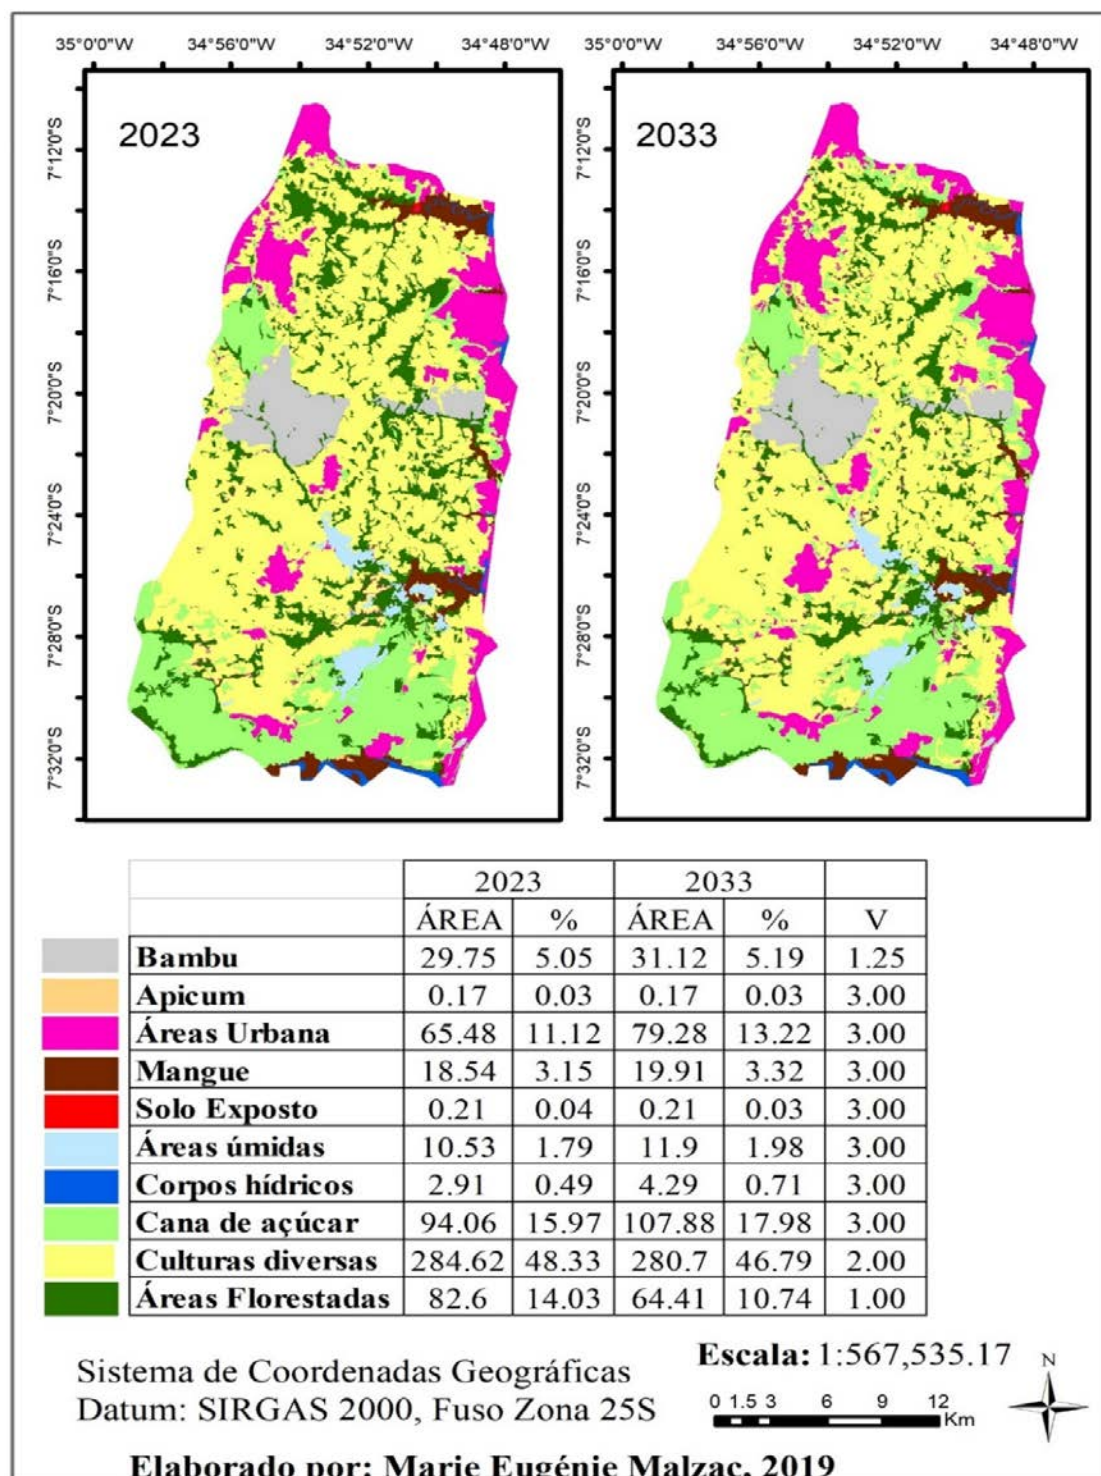 35°0'0"W 34°56'0"W 34°52'0"W 34°48'0"W 35°0'0"W 34°56'0"W 34°52'0"W 34°48'0"W
2023 2033
7°12'0"S 7°12'0"S
7°16'0"S 7°16'0"S
7°20'0"S 7°20'0"S
7°24'0"S 7°24'0"S
7°28'0"S 7°28'0"S
7°32'0"S 7°32'0"S
2023 2033
ÁREA % ÁREA % V
Bambu 29.75 5.05 31.12 5.19 1.25
Apicum 0.17 0.03 0.17 0.03 3.00
Áreas Urbana 65.48 11.12 79.28 13.22 3.00
Mangue 18.54 3.15 19.91 3.32 3.00
Solo Exposto 0.21 0.04 0.21 0.03 3.00
Áreas úmidas 10.53 1.79 11.9 1.98 3.00
Corpos hídricos 2.91 0.49 4.29 0.71 3.00
Cana de açúcar 94.06 15.97 107.88 17.98 3.00
Culturas diversas 284.62 48.33 280.7 46.79 2.00
Áreas Florestadas 82.6 14.03 64.41 10.74 1.00
Sistema de Coordenadas Geográficas
Datum: SIRGAS 2000, Fuso Zona 25S
Escala: 1:567,535.17
N
0 1.5 3 6 9 12
Km
Elaborado por: Marie Eugénie Malzac, 2019